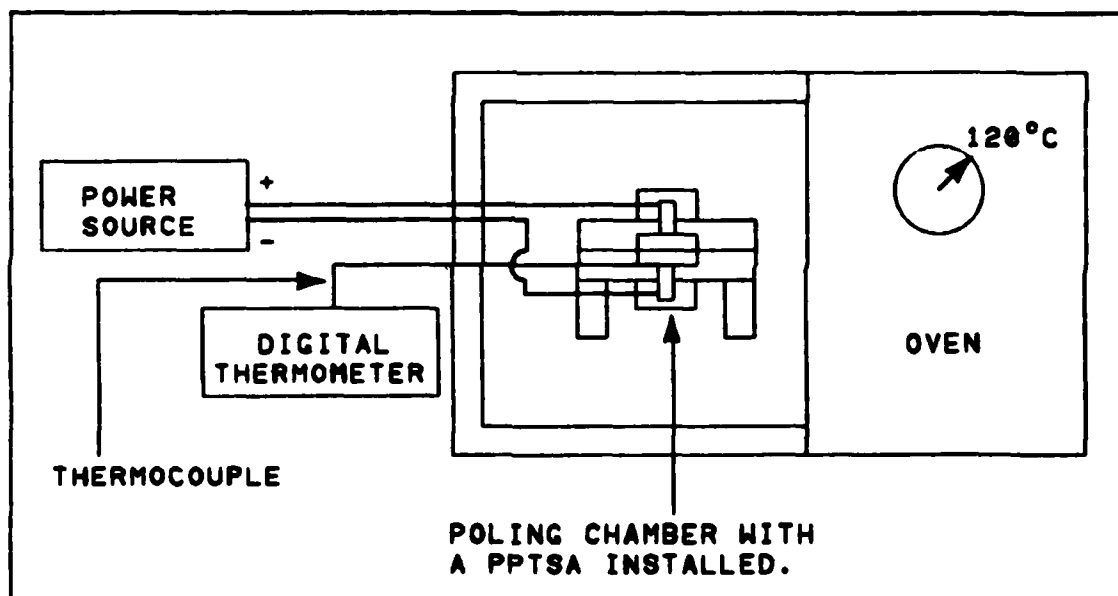 120°C
+
POWER
SOURCE
-
DIGITAL
THERMOMETER
OVEN
THERMOCOUPLE
POLING CHAMBER WITH
A PPTSA INSTALLED.